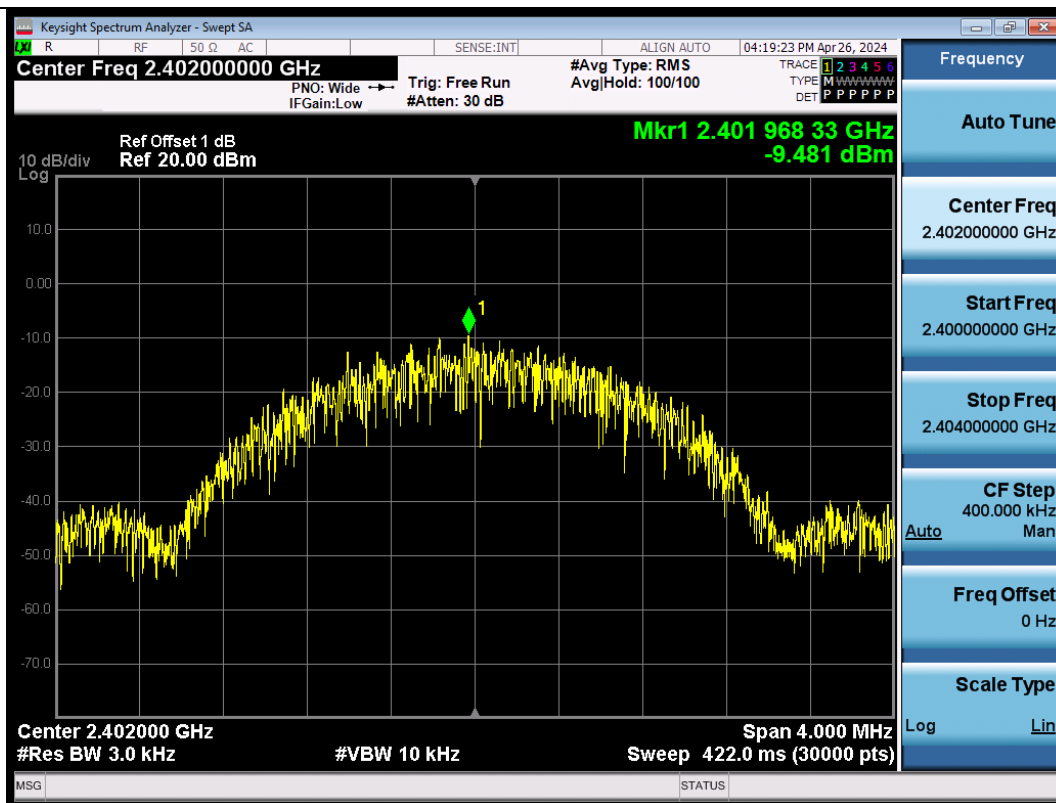 Keysight Spectrum Analyzer - Swept SA
LXI R RF 50 Ω AC SENSE:INT ALIGN AUTO 04:19:23 PM Apr 26, 2024
Center Freq 2.402000000 GHz
PNO: Wide
IFGain:Low
Trig: Free Run
#Atten: 30 dB
#Avg Type: RMS
Avg|Hold: 100/100
TRACE 1 2 3 4 5 6
TYPE M W W W W W
DET P P P P P P
Mkr1 2.401 968 33 GHz
-9.481 dBm
10 dB/div
Log
Ref Offset 1 dB
Ref 20.00 dBm
10.0
0.00
-10.0
-20.0
-30.0
-40.0
-50.0
-60.0
-70.0
1
Center 2.402000 GHz
Span 4.000 MHz
#Res BW 3.0 kHz
#VBW 10 kHz
Sweep 422.0 ms (30000 pts)
MSG
STATUS
Frequency
Auto Tune
Center Freq
2.402000000 GHz
Start Freq
2.400000000 GHz
Stop Freq
2.404000000 GHz
CF Step
400.000 kHz
Auto Man
Freq Offset
0 Hz
Scale Type
Log Lin